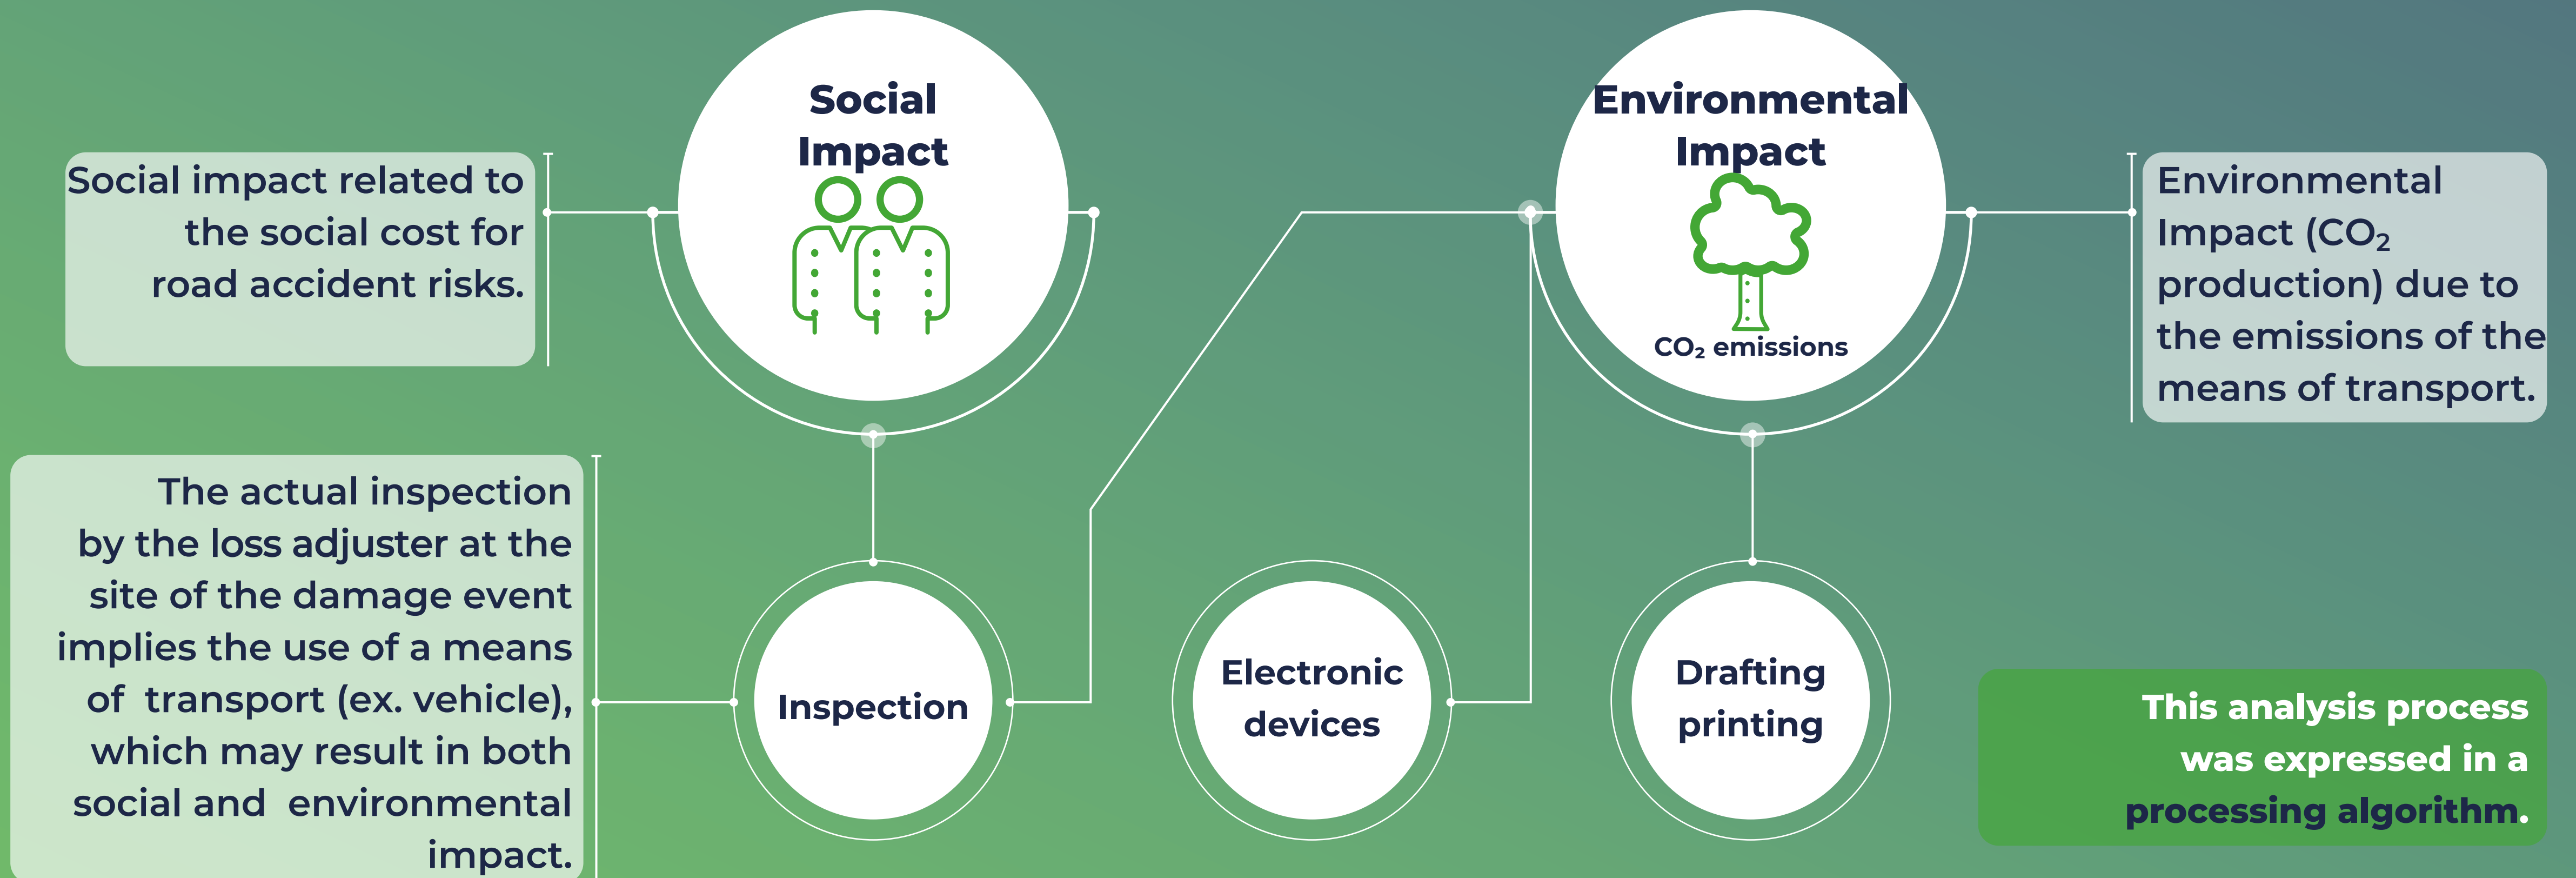 Social
Impact
Social impact related to
the social cost for
road accident risks.
Environmental
Impact
CO₂ emissions
Environmental
Impact (CO₂
production) due to
the emissions of the
means of transport.
The actual inspection
by the loss adjuster at the
site of the damage event
implies the use of a means
of transport (ex. vehicle),
which may result in both
social and environmental
impact.
Inspection
Electronic
devices
Drafting
printing
This analysis process
was expressed in a
processing algorithm.